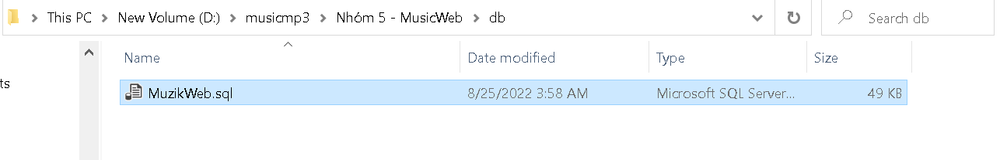 This PC > New Volume (D:) > musicmp3 > Nhóm 5 - MusicWeb > db
Search db
Name Date modified Type Size
ts
MuzikWeb.sql 8/25/2022 3:58 AM Microsoft SQL Server... 49 KB